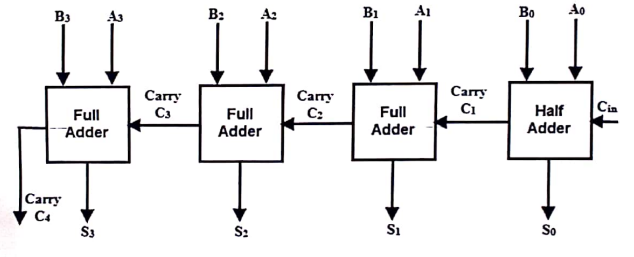 B3 A3 B2 A2 B1 A1 B0 A0
Full Adder
Carry C3
Full Adder
Carry C2
Full Adder
Carry C1
Half Adder
Cin
Carry C4
S3 S2 S1 S0